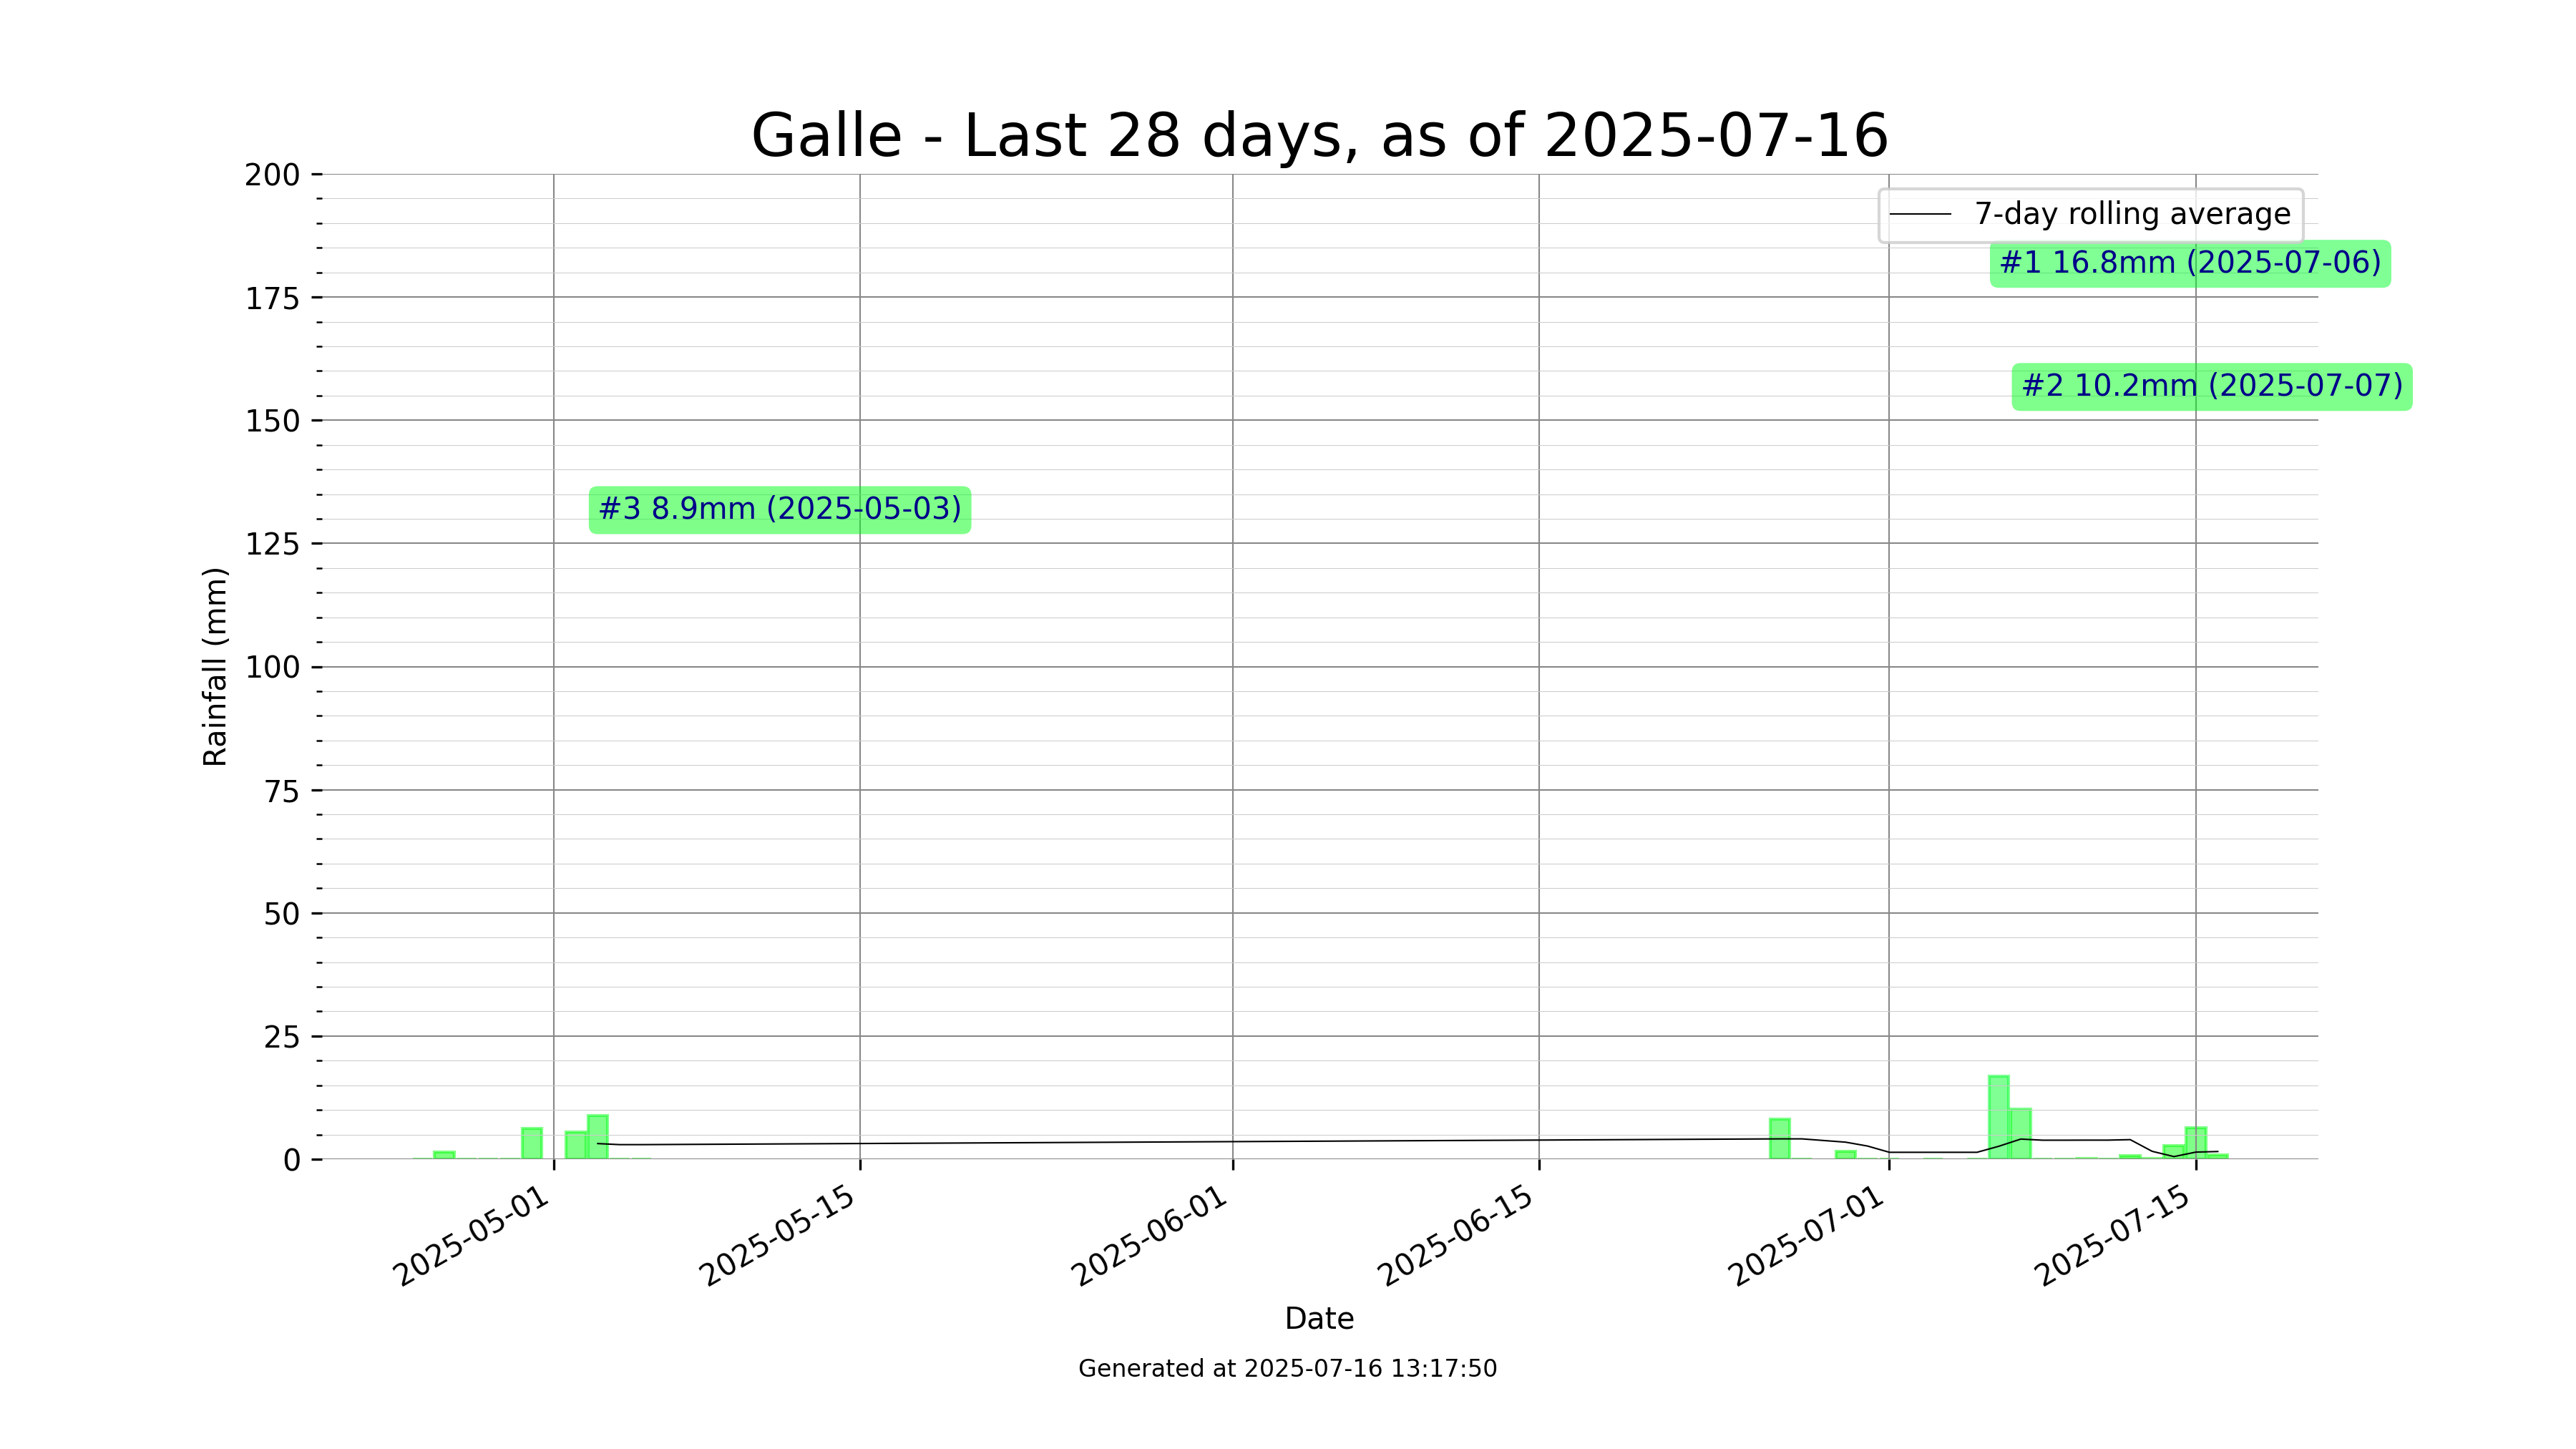 Galle - Last 28 days, as of 2025-07-16
7-day rolling average
#1 16.8mm (2025-07-06)
#2 10.2mm (2025-07-07)
#3 8.9mm (2025-05-03)
Rainfall (mm)
200
175
150
125
100
75
50
25
0
2025-05-01
2025-05-15
2025-06-01
2025-06-15
2025-07-01
2025-07-15
Date
Generated at 2025-07-16 13:17:50